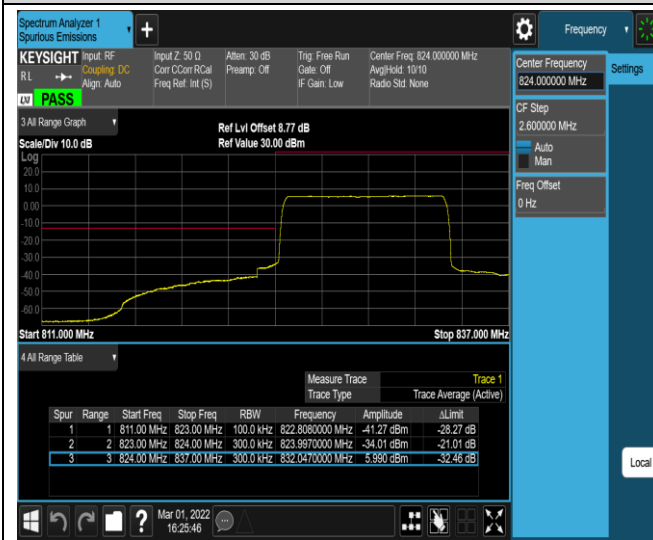 Spectrum Analyzer 1
Spurious Emissions
Frequency
KEYSIGHT Input: RF Input Z: 50 Ω Atten: 30 dB Trig: Free Run Center Freq: 824.000000 MHz
RL Coupling: DC Corr CCorr RCal Preamp: Off Gate: Off Avg|Hold: 10/10
Align: Auto Freq Ref: Int (S) IF Gain: Low Radio Std: None
LXI PASS
3 All Range Graph
Ref Lvl Offset 8.77 dB
Scale/Div 10.0 dB Ref Value 30.00 dBm
Log
20.0
10.0
0.00
-10.0
-20.0
-30.0
-40.0
-50.0
-60.0
Start 811.000 MHz Stop 837.000 MHz
4 All Range Table
Measure Trace Trace 1
Trace Type Trace Average (Active)
Spur Range Start Freq Stop Freq RBW Frequency Amplitude ΔLimit
1 1 811.00 MHz 823.00 MHz 100.0 kHz 822.8080000 MHz -41.27 dBm -28.27 dB
2 2 823.00 MHz 824.00 MHz 300.0 kHz 823.9970000 MHz -34.01 dBm -21.01 dB
3 3 824.00 MHz 837.00 MHz 300.0 kHz 832.0470000 MHz 5.990 dBm -32.46 dB
Center Frequency
824.000000 MHz
Settings
CF Step
2.600000 MHz
Auto
Man
Freq Offset
0 Hz
Local
Mar 01, 2022
16:25:46